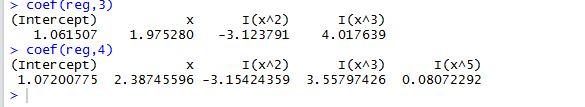 > coef(reg,3)
(Intercept) x I(x^2) I(x^3)
1.061507 1.975280 -3.123791 4.017639
> coef(reg,4)
(Intercept) x I(x^2) I(x^3) I(x^5)
1.07200775 2.38745596 -3.15424359 3.55797426 0.08072292
>